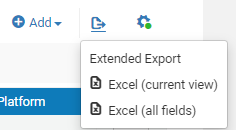 Add
Extended Export
Excel (current view)
Platform
Excel (all fields)